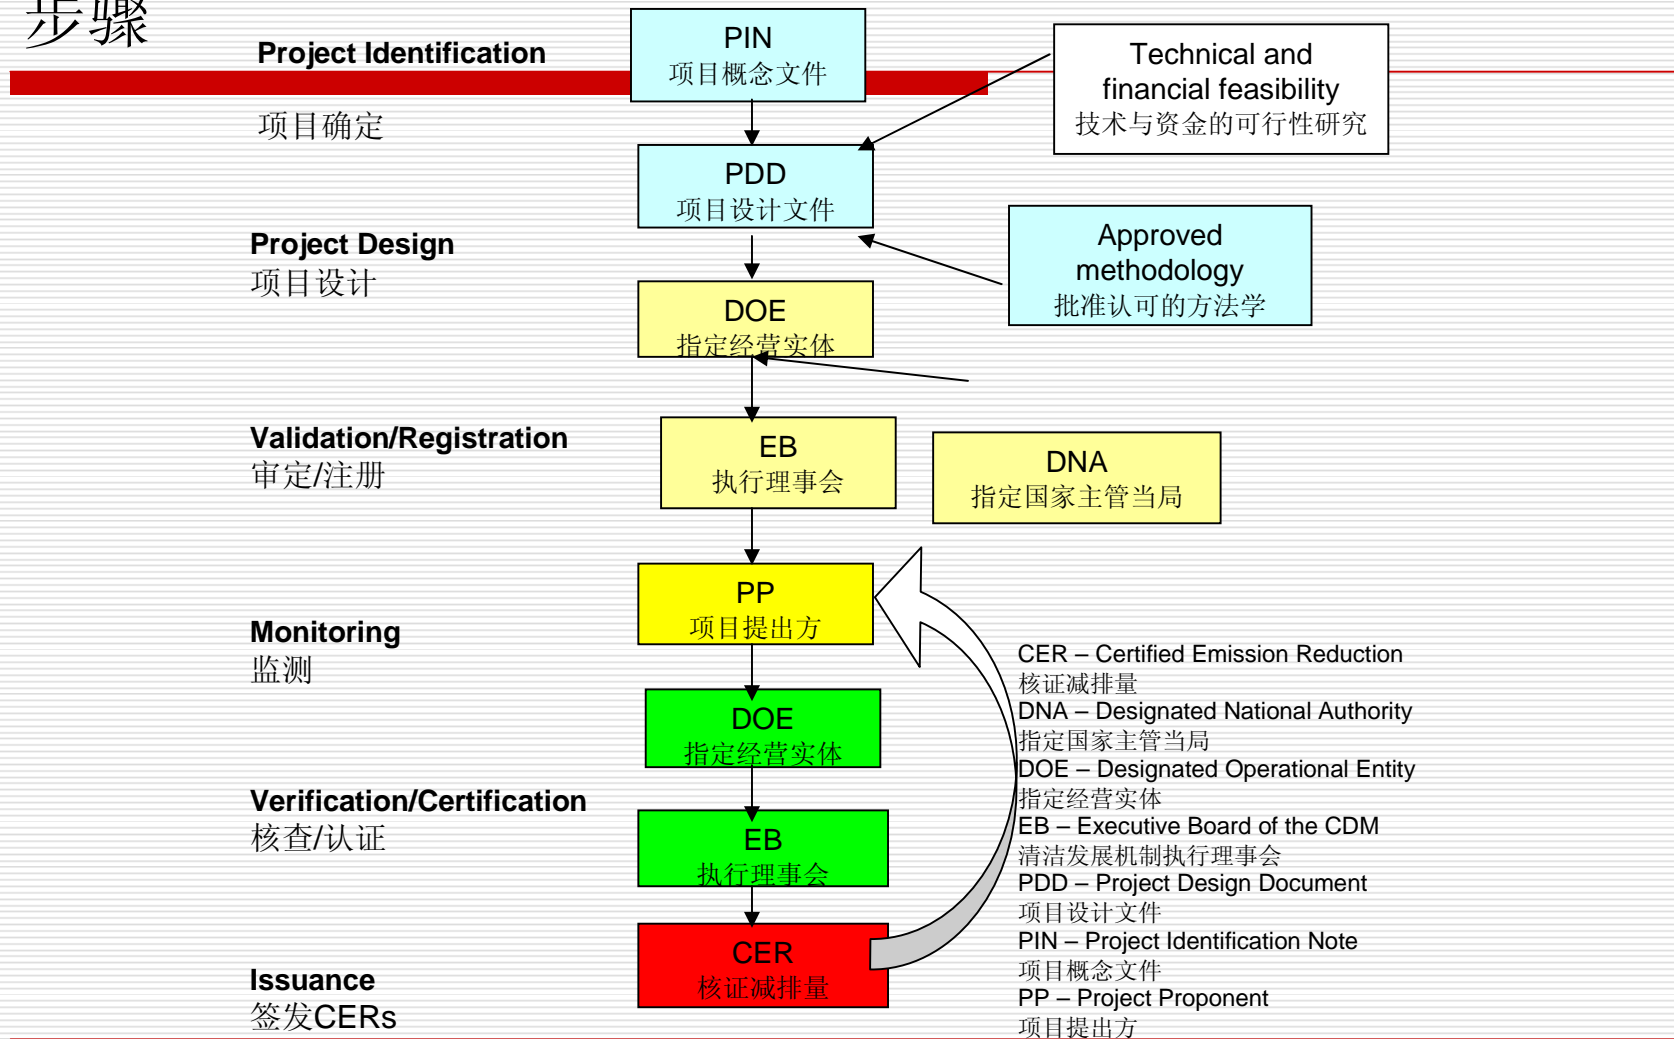 步骤
Project Identification
项目确定
PIN
项目概念文件
Technical and
financial feasibility
技术与资金的可行性研究
PDD
项目设计文件
Project Design
项目设计
Approved
methodology
批准认可的方法学
DOE
指定经营实体
Validation/Registration
审定/注册
EB
执行理事会
DNA
指定国家主管当局
PP
项目提出方
Monitoring
监测
DOE
指定经营实体
Verification/Certification
核查/认证
EB
执行理事会
CER
核证减排量
Issuance
签发CERs
CER – Certified Emission Reduction
核证减排量
DNA – Designated National Authority
指定国家主管当局
DOE – Designated Operational Entity
指定经营实体
EB – Executive Board of the CDM
清洁发展机制执行理事会
PDD – Project Design Document
项目设计文件
PIN – Project Identification Note
项目概念文件
PP – Project Proponent
项目提出方